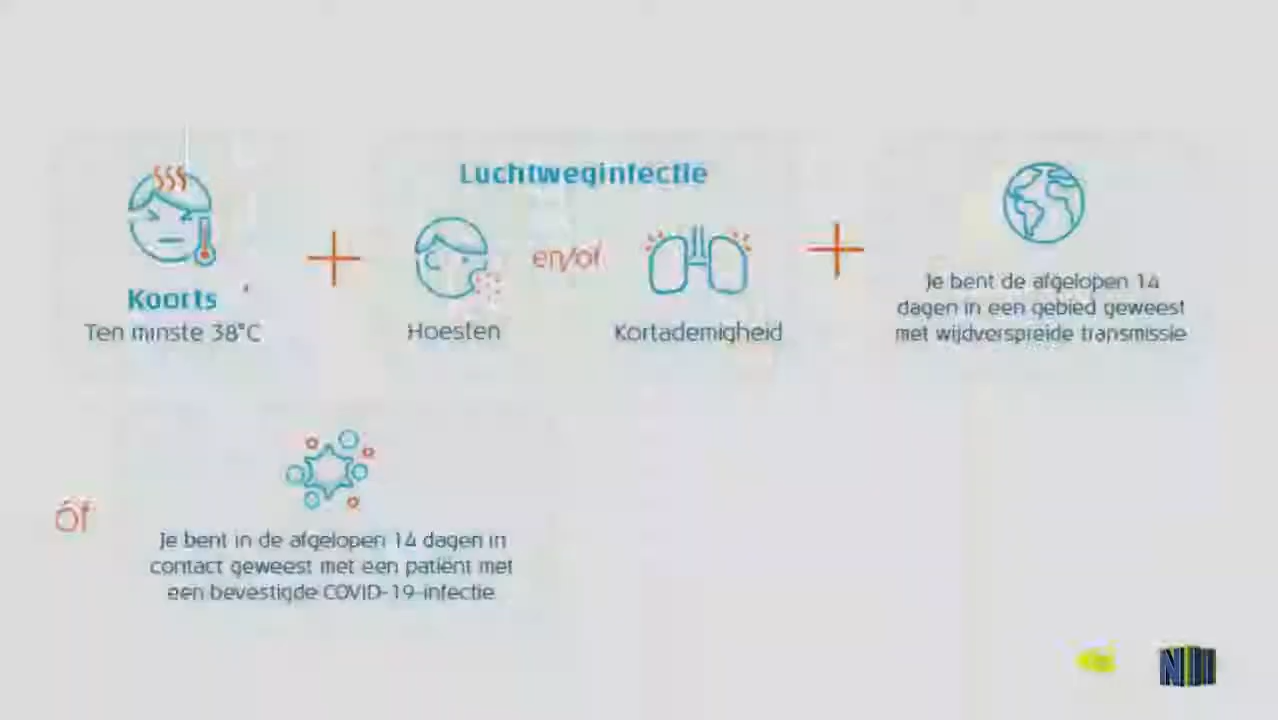 Luchtweginfectie
Koorts
Ten minste 38°C
Hoesten
en/of
Kortademigheid
Je bent de afgelopen 14
dagen in een gebied geweest
met wijdverspreide transmissie
óf
Je bent in de afgelopen 14 dagen in
contact geweest met een patiënt met
een bevestigde COVID-19-infectie